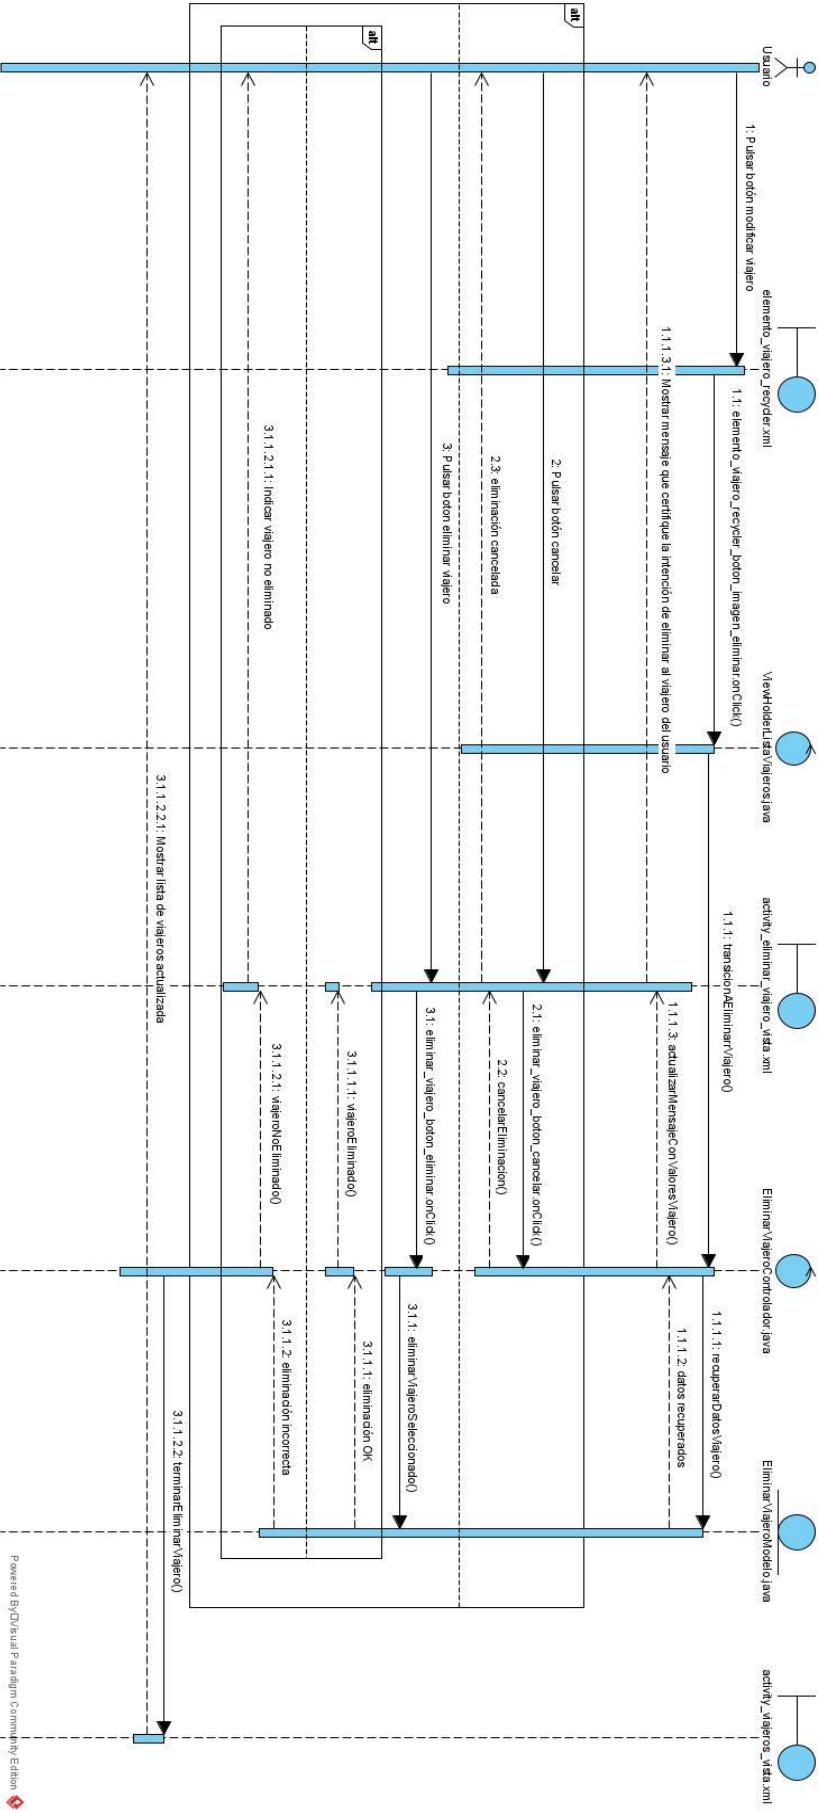 Usuario
elemento_viajero_recycler.xml
ViewHolderListaViajeros.java
activity_eliminar_viajero_vista.xml
EliminarViajeroControlador.java
EliminarViajeroModelo.java
activity_viajeros_vista.xml
1: Pulsar botón modificar viajero
1.1: elemento_viajero_recycler_boton_imagen_eliminar.onClick()
1.1.1: transicionAEliminarrViajero()
1.1.1.1: recuperarDatosViajero()
1.1.1.2: datos recuperados
1.1.1.3: actualizarMensajeConValoresViajero()
1.1.1.3.1: Mostrar mensaje que certifique la intención de eliminar al viajero del usuario
alt
2: Pulsar botón cancelar
2.1: eliminar_viajero_boton_cancelar.onClick()
2.2: cancelarEliminacion()
2.3: eliminación cancelada
3: Pulsar boton eliminar viajero
3.1: eliminar_viajero_boton_eliminar.onClick()
3.1.1: eliminarViajeroSeleccionado()
alt
3.1.1.1: eliminación OK
3.1.1.1.1: viajeroEliminado()
3.1.1.2: eliminación incorrecta
3.1.1.2.1: viajeroNoEliminado()
3.1.1.2.1.1: Indicar viajero no eliminado
3.1.1.2.2: terminarEliminarViajero()
3.1.1.2.2.1: Mostrar lista de viajeros actualizada
Powered By Visual Paradigm Community Edition